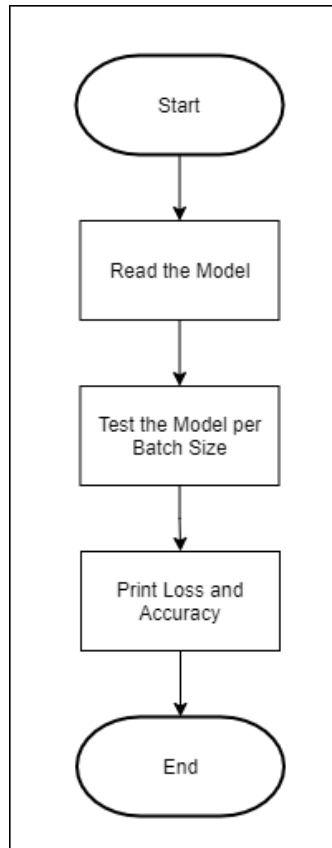 Start
Read the Model
Test the Model per
Batch Size
Print Loss and
Accuracy
End